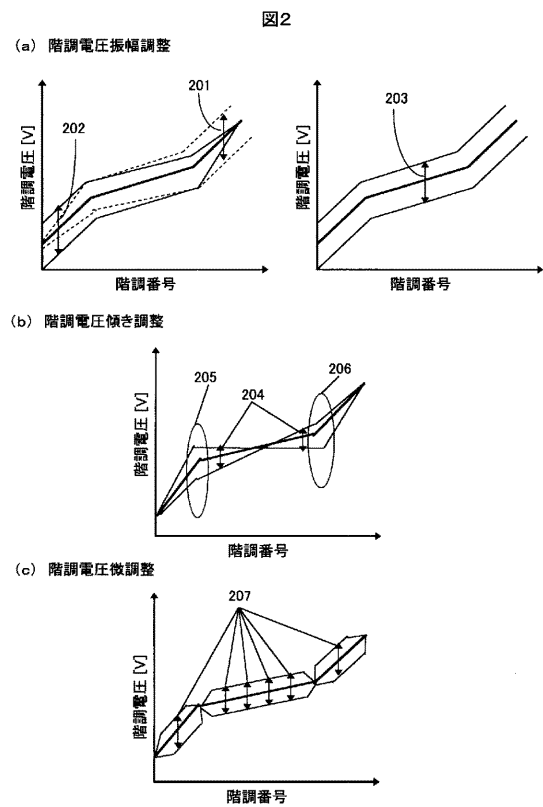 図2
(a) 階調電圧振幅調整
201
202
階調電圧 [V]
階調番号
203
階調電圧 [V]
階調番号
(b) 階調電圧傾き調整
206
205
204
階調電圧 [V]
階調番号
(c) 階調電圧微調整
207
階調電圧 [V]
階調番号